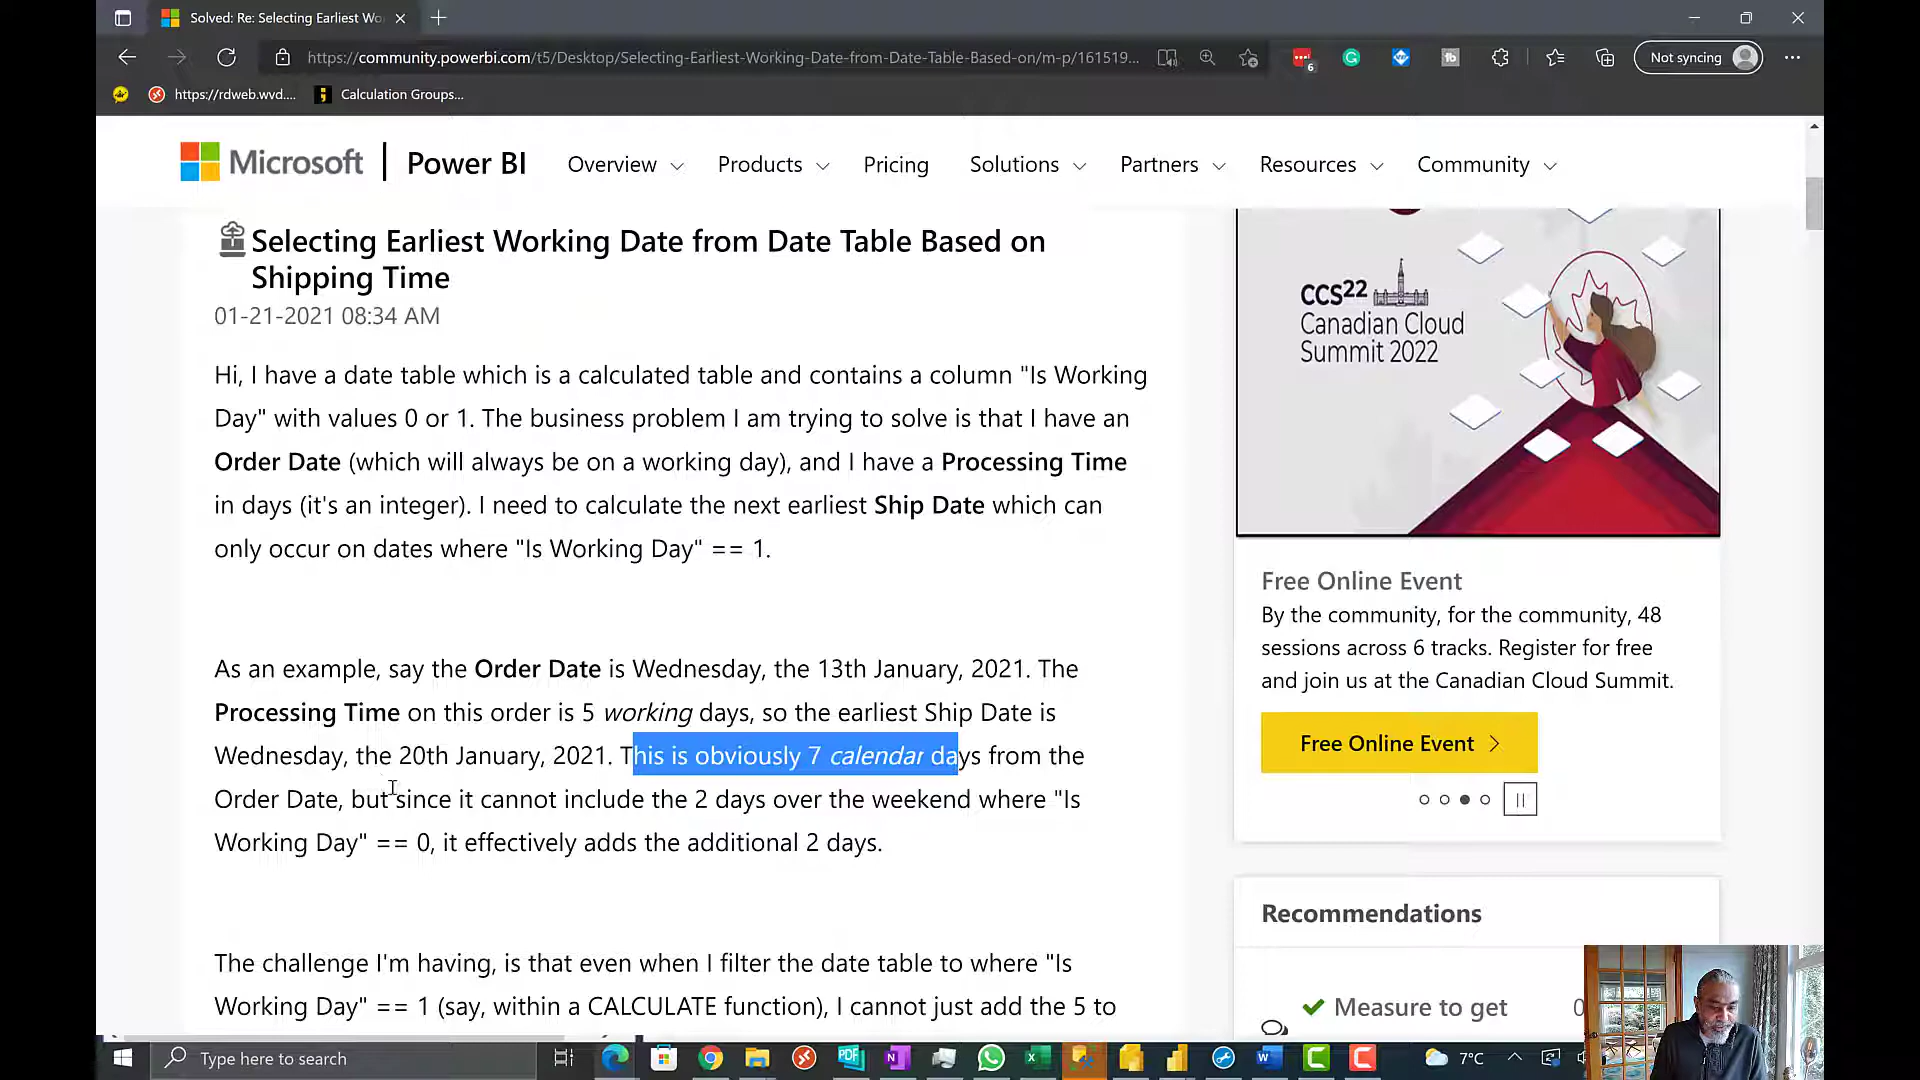 Solved: Re: Selecting Earliest Wo
https://community.powerbi.com/t5/Desktop/Selecting-Earliest-Working-Date-from-Date-Table-Based-on/m-p/161519...
6
Not syncing
https://rdweb.wvd....
Calculation Groups...
Microsoft
Power BI
Overview
Products
Pricing
Solutions
Partners
Resources
Community
Selecting Earliest Working Date from Date Table Based on
Shipping Time
01-21-2021 08:34 AM
Hi, I have a date table which is a calculated table and contains a column "Is Working
Day" with values 0 or 1. The business problem I am trying to solve is that I have an
Order Date (which will always be on a working day), and I have a Processing Time
in days (it's an integer). I need to calculate the next earliest Ship Date which can
only occur on dates where "Is Working Day" == 1.
As an example, say the Order Date is Wednesday, the 13th January, 2021. The
Processing Time on this order is 5 working days, so the earliest Ship Date is
Wednesday, the 20th January, 2021. This is obviously 7 calendar days from the
Order Date, but since it cannot include the 2 days over the weekend where "Is
Working Day" == 0, it effectively adds the additional 2 days.
The challenge I'm having, is that even when I filter the date table to where "Is
Working Day" == 1 (say, within a CALCULATE function), I cannot just add the 5 to
CCS22
Canadian Cloud
Summit 2022
Free Online Event
By the community, for the community, 48
sessions across 6 tracks. Register for free
and join us at the Canadian Cloud Summit.
Free Online Event
Recommendations
Measure to get
Type here to search
7°C